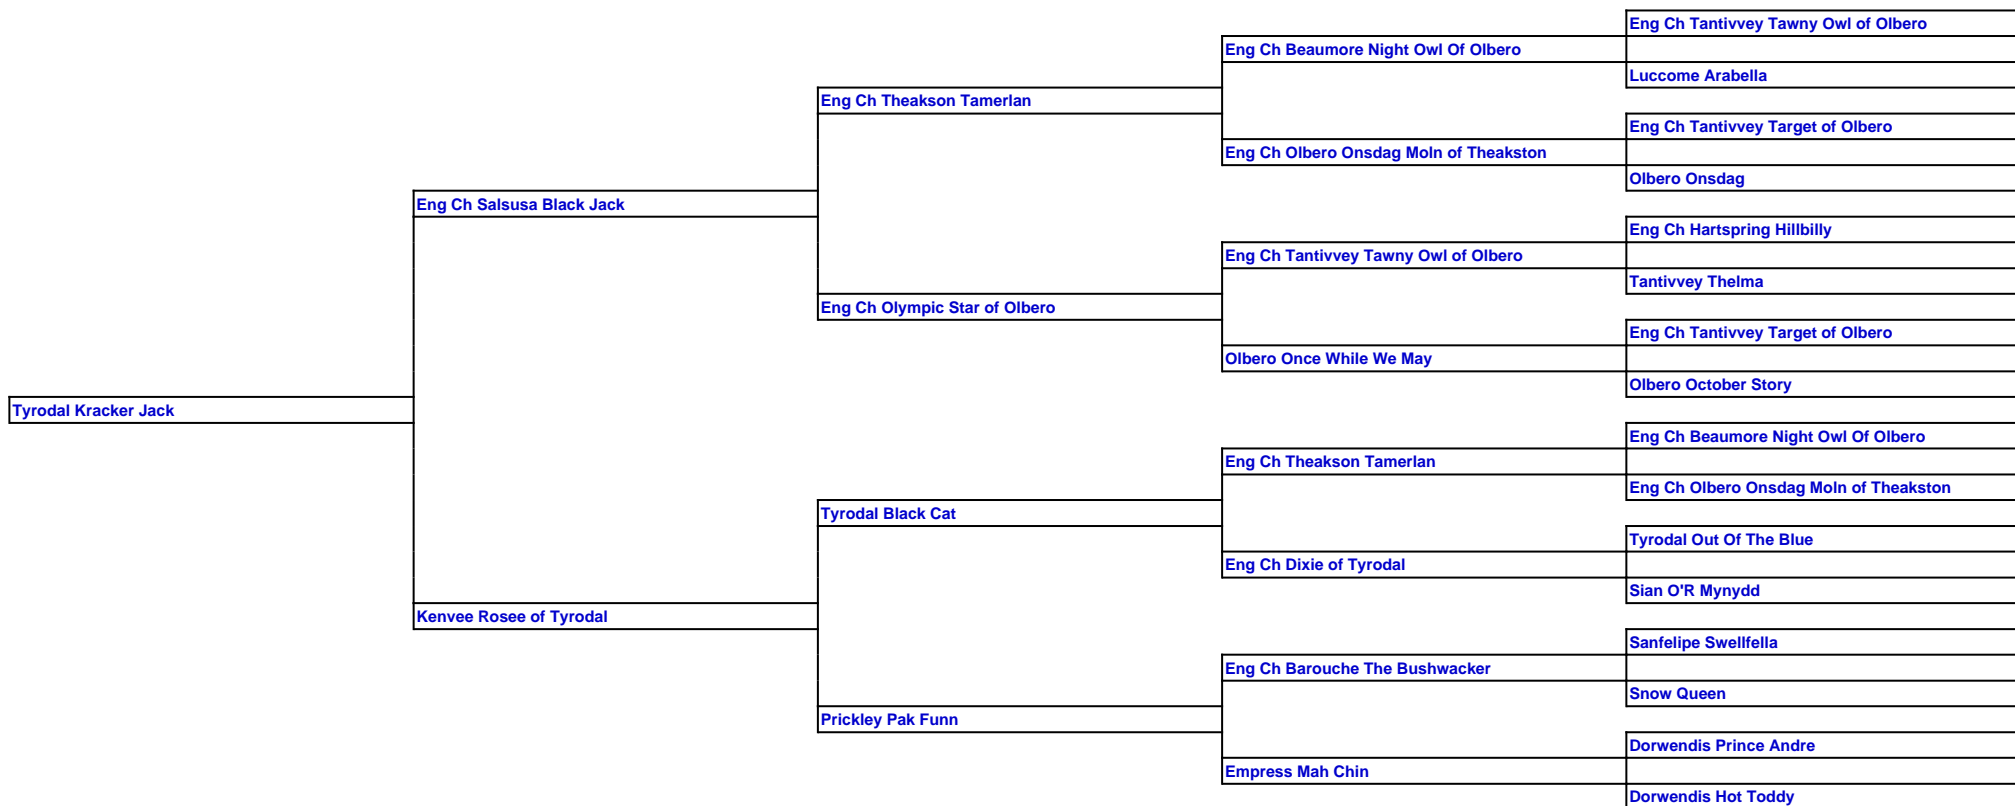 Eng Ch Tantivvey Tawny Owl of Olbero
Eng Ch Beaumore Night Owl Of Olbero
Luccome Arabella
Eng Ch Theakson Tamerlan
Eng Ch Tantivvey Target of Olbero
Eng Ch Olbero Onsdag Moln of Theakston
Olbero Onsdag
Eng Ch Salsusa Black Jack
Eng Ch Hartspring Hillbilly
Eng Ch Tantivvey Tawny Owl of Olbero
Tantivvey Thelma
Eng Ch Olympic Star of Olbero
Eng Ch Tantivvey Target of Olbero
Olbero Once While We May
Olbero October Story
Tyrodal Kracker Jack
Eng Ch Beaumore Night Owl Of Olbero
Eng Ch Theakson Tamerlan
Eng Ch Olbero Onsdag Moln of Theakston
Tyrodal Black Cat
Tyrodal Out Of The Blue
Eng Ch Dixie of Tyrodal
Sian O'R Mynydd
Kenvee Rosee of Tyrodal
Sanfelipe Swellfella
Eng Ch Barouche The Bushwacker
Snow Queen
Prickley Pak Funn
Dorwendis Prince Andre
Empress Mah Chin
Dorwendis Hot Toddy